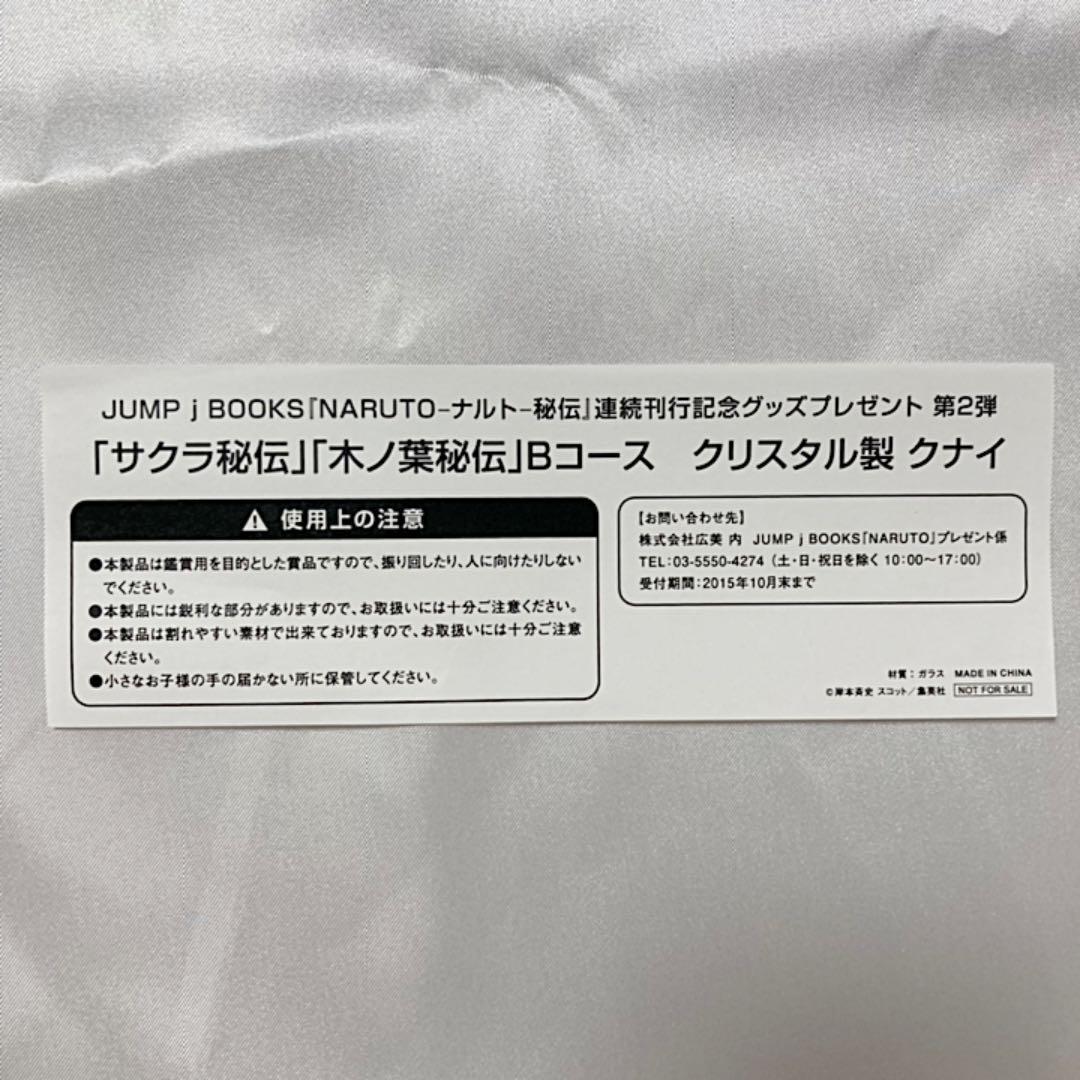 JUMP j BOOKS『NARUTO−ナルト−秘伝』連続刊行記念グッズプレゼント 第2弾
「サクラ秘伝」「木ノ葉秘伝」Bコース クリスタル製 クナイ
使用上の注意
●本製品は鑑賞用を目的とした賞品ですので、振り回したり、人に向けたりしない
でください。
●本製品には鋭利な部分がありますので、お取扱いには十分ご注意ください。
●本製品は割れやすい素材で出来ておりますので、お取扱いには十分ご注意
ください。
●小さなお子様の手の届かない所に保管してください。
【お問い合わせ先】
株式会社広美 内 JUMP j BOOKS『NARUTO』プレゼント係
TEL:03-5550-4274(土・日・祝日を除く 10:00〜17:00)
受付期間:2015年10月末まで
材質:ガラス MADE IN CHINA
©岸本斉史 スコット/集英社 NOT FOR SALE